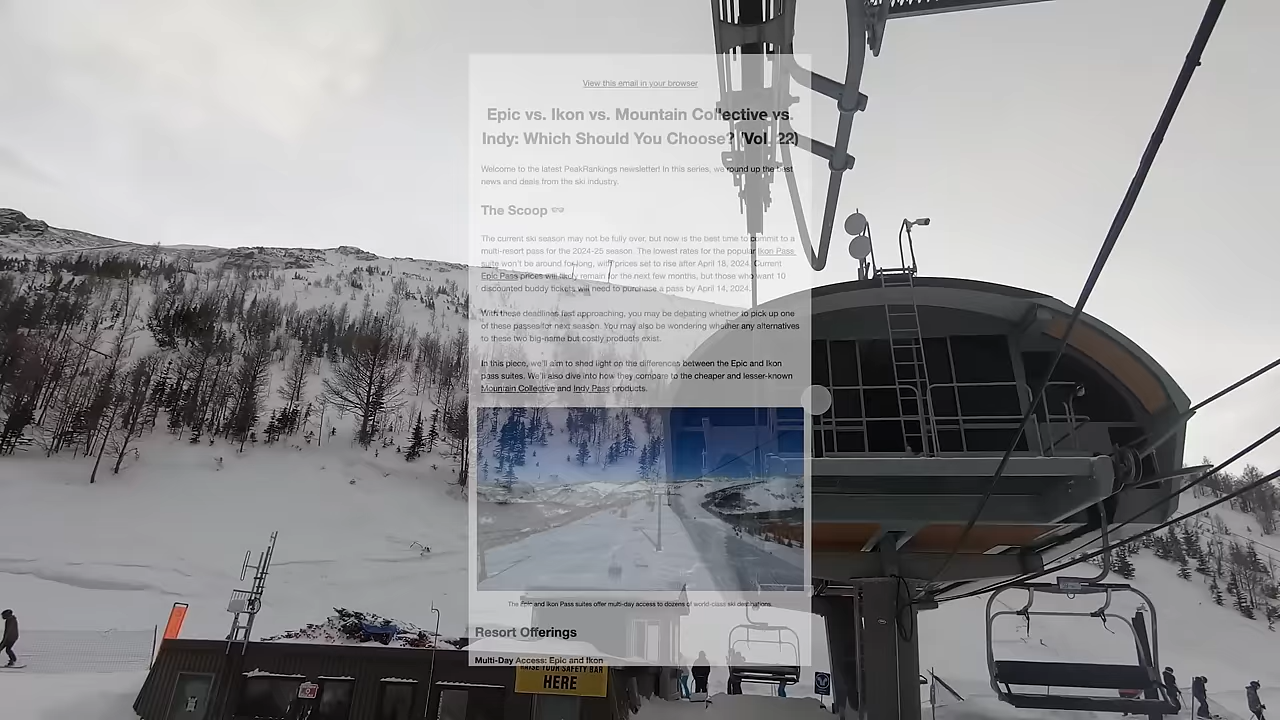 View this email in your browser
Epic vs. Ikon vs. Mountain Collective vs.
Indy: Which Should You Choose? (Vol. 22)
Welcome to the latest PeakRankings newsletter! In this series, we round up the best
news and deals from the ski industry.
The Scoop
The current ski season may not be fully over, but now is the best time to commit to a
multi-resort pass for the 2024-25 season. The lowest rates for the popular Ikon Pass
suite won't be around for long, with prices set to rise after April 18, 2024. Current
Epic Pass prices will likely remain for the next few months, but those who want 10
discounted buddy tickets will need to purchase a pass by April 14, 2024.
With these deadlines fast approaching, you may be debating whether to pick up one
of these passes for next season. You may also be wondering whether any alternatives
to these two big-name but costly products exist.
In this piece, we'll aim to shed light on the differences between the Epic and Ikon
pass suites. We'll also dive into how they compare to the cheaper and lesser-known
Mountain Collective and Indy Pass products.
The Epic and Ikon Pass suites offer multi-day access to dozens of world-class ski destinations.
Resort Offerings
Multi-Day Access: Epic and Ikon
RAISE YOUR SAFETY BAR
HERE